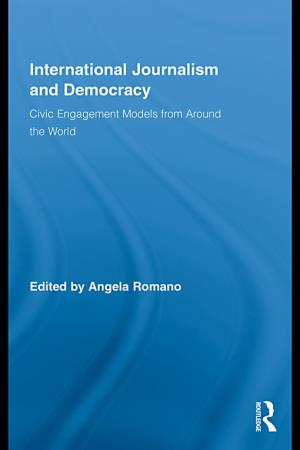 International Journalism
and Democracy
Civic Engagement Models from Around
the World
Edited by Angela Romano
ROUTLEDGE